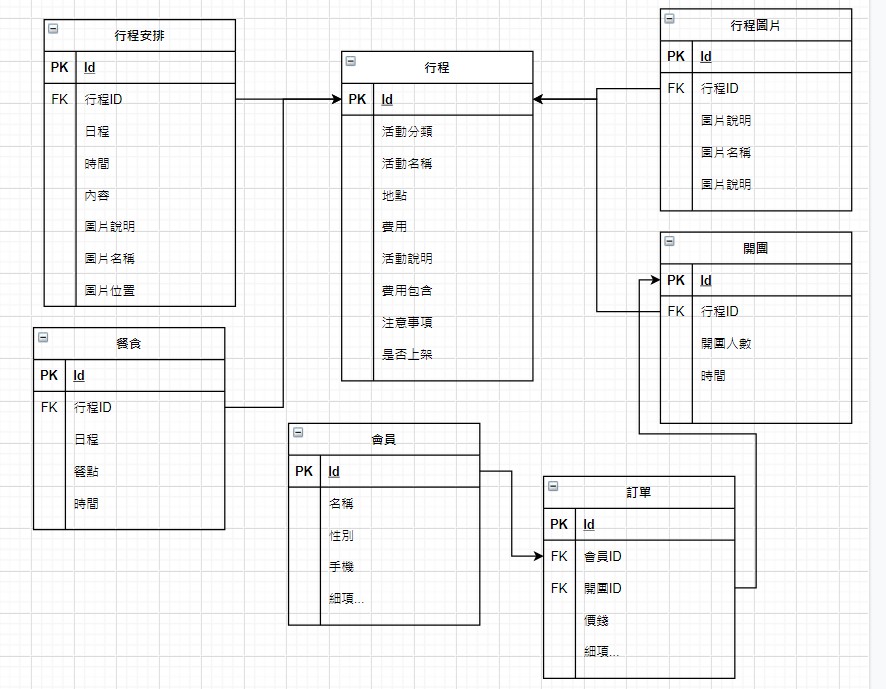 行程安排
PK Id
FK 行程ID
日程
時間
內容
圖片說明
圖片名稱
圖片位置
餐食
PK Id
FK 行程ID
日程
餐點
時間
行程
PK Id
活動分類
活動名稱
地點
費用
活動說明
費用包含
注意事項
是否上架
會員
PK Id
名稱
性別
手機
細項...
行程圖片
PK Id
FK 行程ID
圖片說明
圖片名稱
圖片說明
開團
PK Id
FK 行程ID
開團人數
時間
訂單
PK Id
FK 會員ID
FK 開團ID
價錢
細項...